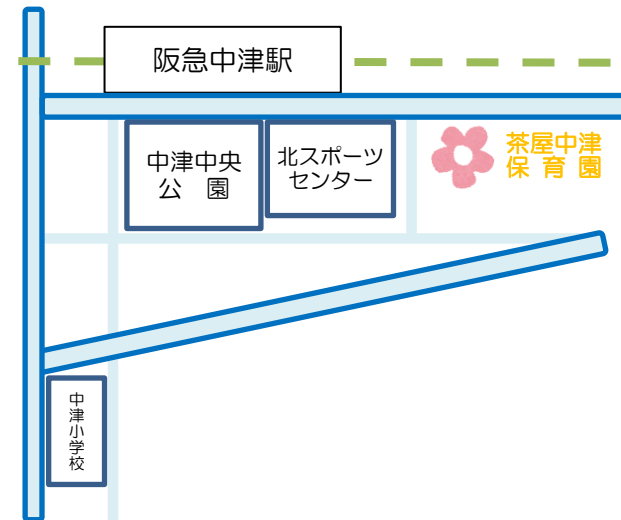 阪急中津駅
中津中央
公　園
北スポーツ
センター
茶屋中津
保 育 園
中津小学校